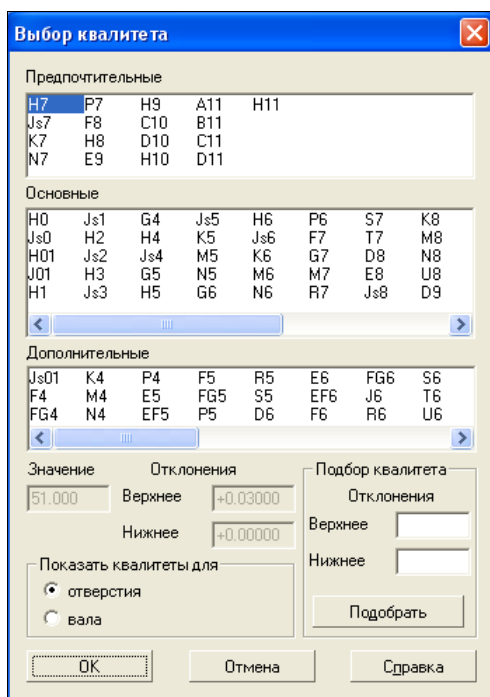 Выбор квалитета
Предпочтительные
H7 P7 H9 A11 H11
Js7 F8 C10 B11
K7 H8 D10 C11
N7 E9 H10 D11
Основные
H0 Js1 G4 Js5 H6 P6 S7 K8
Js0 H2 H4 K5 Js6 F7 T7 M8
H01 Js2 Js4 M5 K6 G7 D8 N8
J01 H3 G5 N5 M6 M7 E8 U8
H1 Js3 H5 G6 N6 R7 Js8 D9
Дополнительные
Js01 K4 P4 F5 R5 E6 FG6 S6
F4 M4 E5 FG5 S5 EF6 J6 T6
FG4 N4 EF5 P5 D6 F6 R6 U6
Значение Отклонения
51.000 Верхнее +0.03000
Нижнее +0.00000
Показать квалитеты для
отверстия
вала
Подбор квалитета
Отклонения
Верхнее
Нижнее
Подобрать
OK Отмена Справка